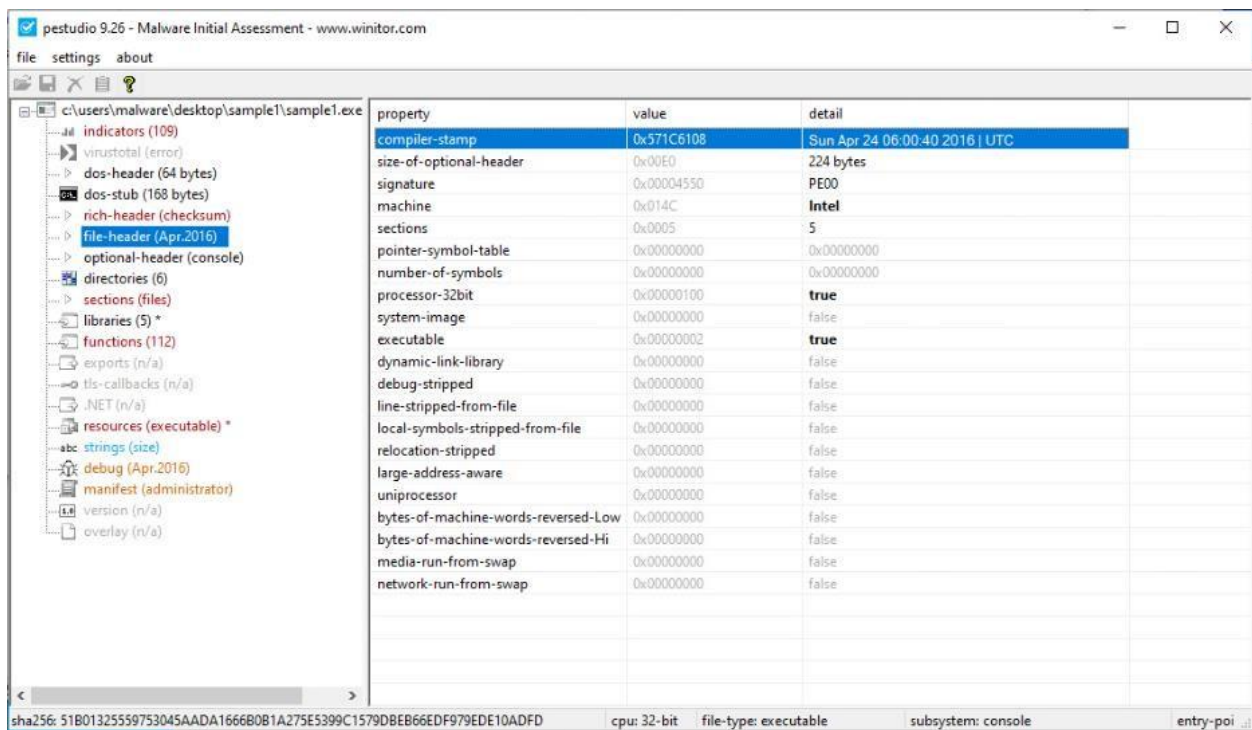 pestudio 9.26 - Malware Initial Assessment - www.winitor.com
file settings about
c:\users\malware\desktop\sample1\sample1.exe
indicators (109)
virustotal (error)
dos-header (64 bytes)
dos-stub (168 bytes)
rich-header (checksum)
file-header (Apr.2016)
optional-header (console)
directories (6)
sections (files)
libraries (5) *
functions (112)
exports (n/a)
tls-callbacks (n/a)
.NET (n/a)
resources (executable) *
abc strings (size)
debug (Apr.2016)
manifest (administrator)
1.0 version (n/a)
overlay (n/a)
property value detail
compiler-stamp 0x571C6108 Sun Apr 24 06:00:40 2016 | UTC
size-of-optional-header 0x00E0 224 bytes
signature 0x00004550 PE00
machine 0x014C Intel
sections 0x0005 5
pointer-symbol-table 0x00000000 0x00000000
number-of-symbols 0x00000000 0x00000000
processor-32bit 0x00000100 true
system-image 0x00000000 false
executable 0x00000002 true
dynamic-link-library 0x00000000 false
debug-stripped 0x00000000 false
line-stripped-from-file 0x00000000 false
local-symbols-stripped-from-file 0x00000000 false
relocation-stripped 0x00000000 false
large-address-aware 0x00000000 false
uniprocessor 0x00000000 false
bytes-of-machine-words-reversed-Low 0x00000000 false
bytes-of-machine-words-reversed-Hi 0x00000000 false
media-run-from-swap 0x00000000 false
network-run-from-swap 0x00000000 false
sha256: 51B01325559753045AADA1666B0B1A275E5399C1579DBEB66EDF979EDE10ADFD cpu: 32-bit file-type: executable subsystem: console entry-poi